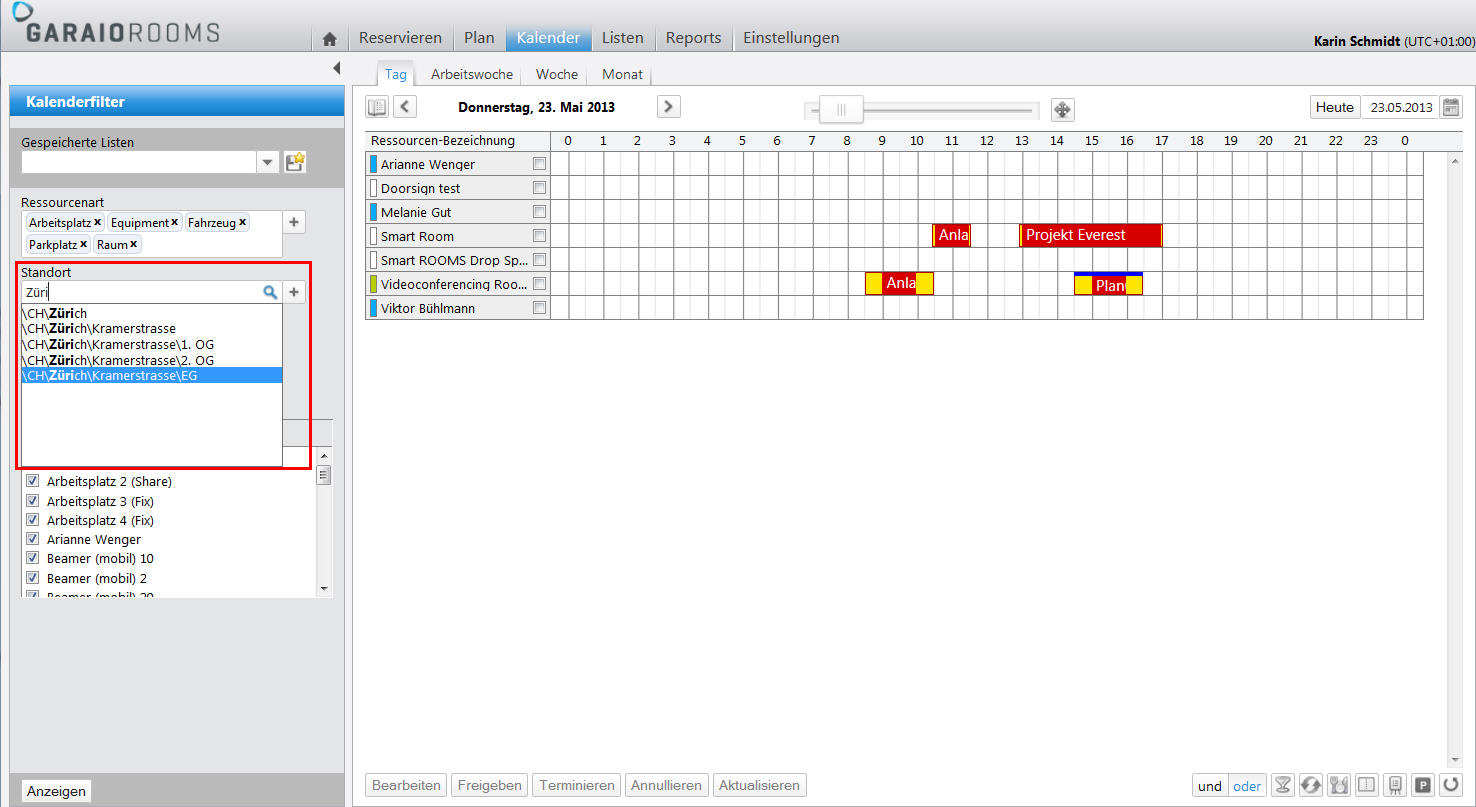 GARAIOROOMS
Reservieren Plan Kalender Listen Reports Einstellungen
Karin Schmidt (UTC+01:00)
Tag Arbeitswoche Woche Monat
Kalenderfilter
Gespeicherte Listen
Ressourcenart
Arbeitsplatz x Equipment x Fahrzeug x +
Parkplatz x Raum x
Standort
Züri +
\CH\Zürich
\CH\Zürich\Kramerstrasse
\CH\Zürich\Kramerstrasse\1. OG
\CH\Zürich\Kramerstrasse\2. OG
\CH\Zürich\Kramerstrasse\EG
Arbeitsplatz 2 (Share)
Arbeitsplatz 3 (Fix)
Arbeitsplatz 4 (Fix)
Arianne Wenger
Beamer (mobil) 10
Beamer (mobil) 2
Beamer (mobil) 20
Anzeigen
Donnerstag, 23. Mai 2013
Heute 23.05.2013
Ressourcen-Bezeichnung 0 1 2 3 4 5 6 7 8 9 10 11 12 13 14 15 16 17 18 19 20 21 22 23 0
Arianne Wenger
Doorsign test
Melanie Gut
Smart Room Anla Projekt Everest
Smart ROOMS Drop Sp...
Videoconferencing Roo... Anla Plan
Viktor Bühlmann
Bearbeiten Freigeben Terminieren Annullieren Aktualisieren
und oder P